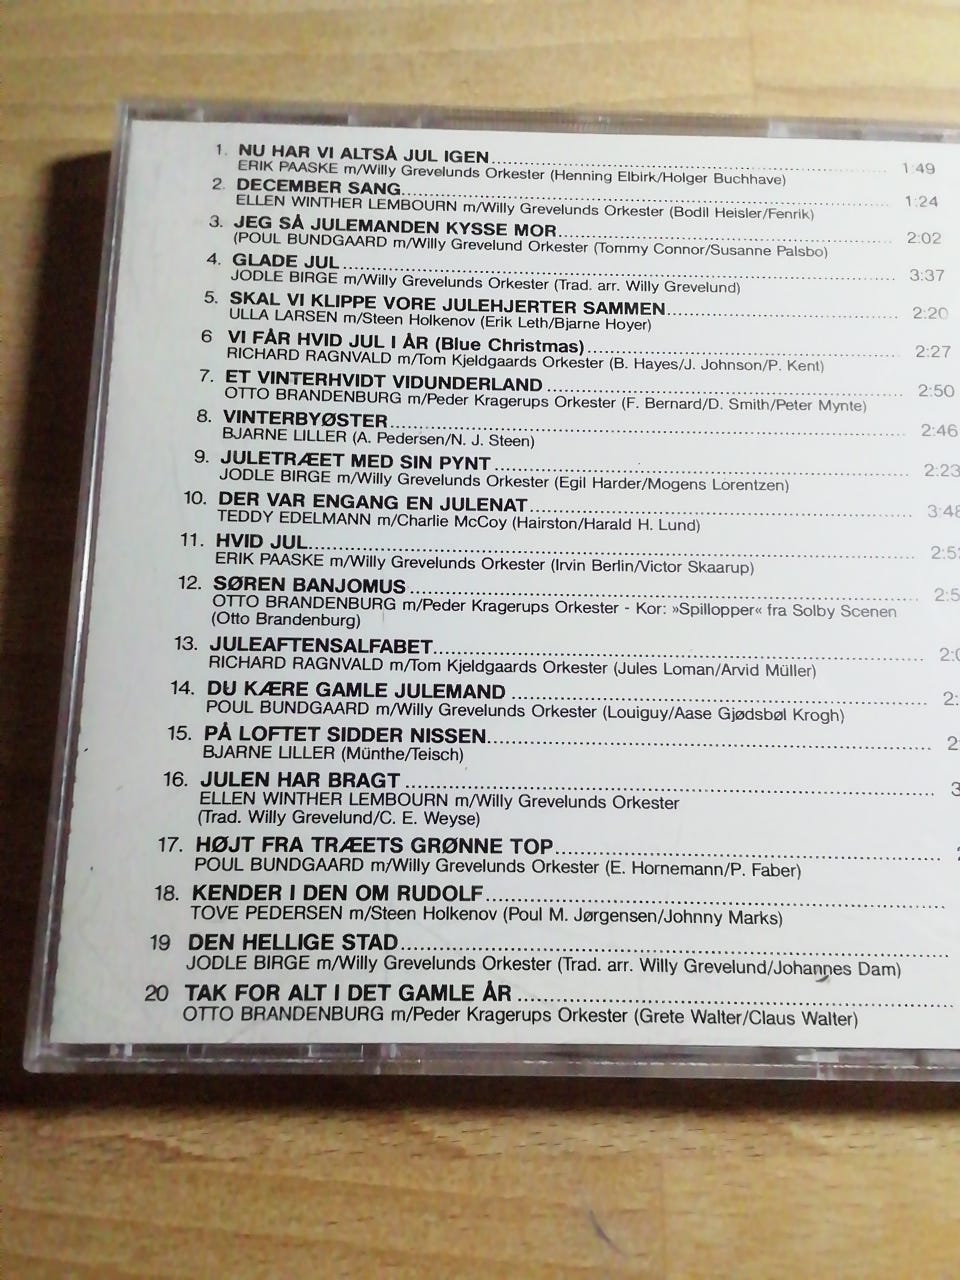 1. NU HAR VI ALTSÅ JUL IGEN........ 1:49
ERIK PAASKE m/Willy Grevelunds Orkester (Henning Elbirk/Holger Buchhave)
2. DECEMBER SANG........ 1:24
ELLEN WINTHER LEMBOURN m/Willy Grevelunds Orkester (Bodil Heisler/Fenrik)
3. JEG SÅ JULEMANDEN KYSSE MOR........ 2:02
(POUL BUNDGAARD m/Willy Grevelund Orkester (Tommy Connor/Susanne Palsbo)
4. GLADE JUL........ 3:37
JODLE BIRGE m/Willy Grevelunds Orkester (Trad. arr. Willy Grevelund)
5. SKAL VI KLIPPE VORE JULEHJERTER SAMMEN........ 2:20
ULLA LARSEN m/Steen Holkenov (Erik Leth/Bjarne Hoyer)
6 VI FÅR HVID JUL I ÅR (Blue Christmas)........ 2:27
RICHARD RAGNVALD m/Tom Kjeldgaards Orkester (B. Hayes/J. Johnson/P. Kent)
7. ET VINTERHVIDT VIDUNDERLAND........ 2:50
OTTO BRANDENBURG m/Peder Kragerups Orkester (F. Bernard/D. Smith/Peter Mynte)
8. VINTERBYØSTER........ 2:46
BJARNE LILLER (A. Pedersen/N. J. Steen)
9. JULETRÆET MED SIN PYNT........ 2:23
JODLE BIRGE m/Willy Grevelunds Orkester (Egil Harder/Mogens Lorentzen)
10. DER VAR ENGANG EN JULENAT........ 3:48
TEDDY EDELMANN m/Charlie McCoy (Hairston/Harald H. Lund)
11. HVID JUL........ 2:5
ERIK PAASKE m/Willy Grevelunds Orkester (Irvin Berlin/Victor Skaarup)
12. SØREN BANJOMUS........ 2:5
OTTO BRANDENBURG m/Peder Kragerups Orkester - Kor: »Spillopper« fra Solby Scenen
(Otto Brandenburg)
13. JULEAFTENSALFABET........ 2:0
RICHARD RAGNVALD m/Tom Kjeldgaards Orkester (Jules Loman/Arvid Müller)
14. DU KÆRE GAMLE JULEMAND........ 2:
POUL BUNDGAARD m/Willy Grevelunds Orkester (Louiguy/Aase Gjødsbøl Krogh)
15. PÅ LOFTET SIDDER NISSEN........ 2
BJARNE LILLER (Münthe/Teisch)
16. JULEN HAR BRAGT........ 3
ELLEN WINTHER LEMBOURN m/Willy Grevelunds Orkester
(Trad. Willy Grevelund/C. E. Weyse)
17. HØJT FRA TRÆETS GRØNNE TOP........
POUL BUNDGAARD m/Willy Grevelunds Orkester (E. Hornemann/P. Faber)
18. KENDER I DEN OM RUDOLF........
TOVE PEDERSEN m/Steen Holkenov (Poul M. Jørgensen/Johnny Marks)
19 DEN HELLIGE STAD........
JODLE BIRGE m/Willy Grevelunds Orkester (Trad. arr. Willy Grevelund/Johannes Dam)
20 TAK FOR ALT I DET GAMLE ÅR........
OTTO BRANDENBURG m/Peder Kragerups Orkester (Grete Walter/Claus Walter)